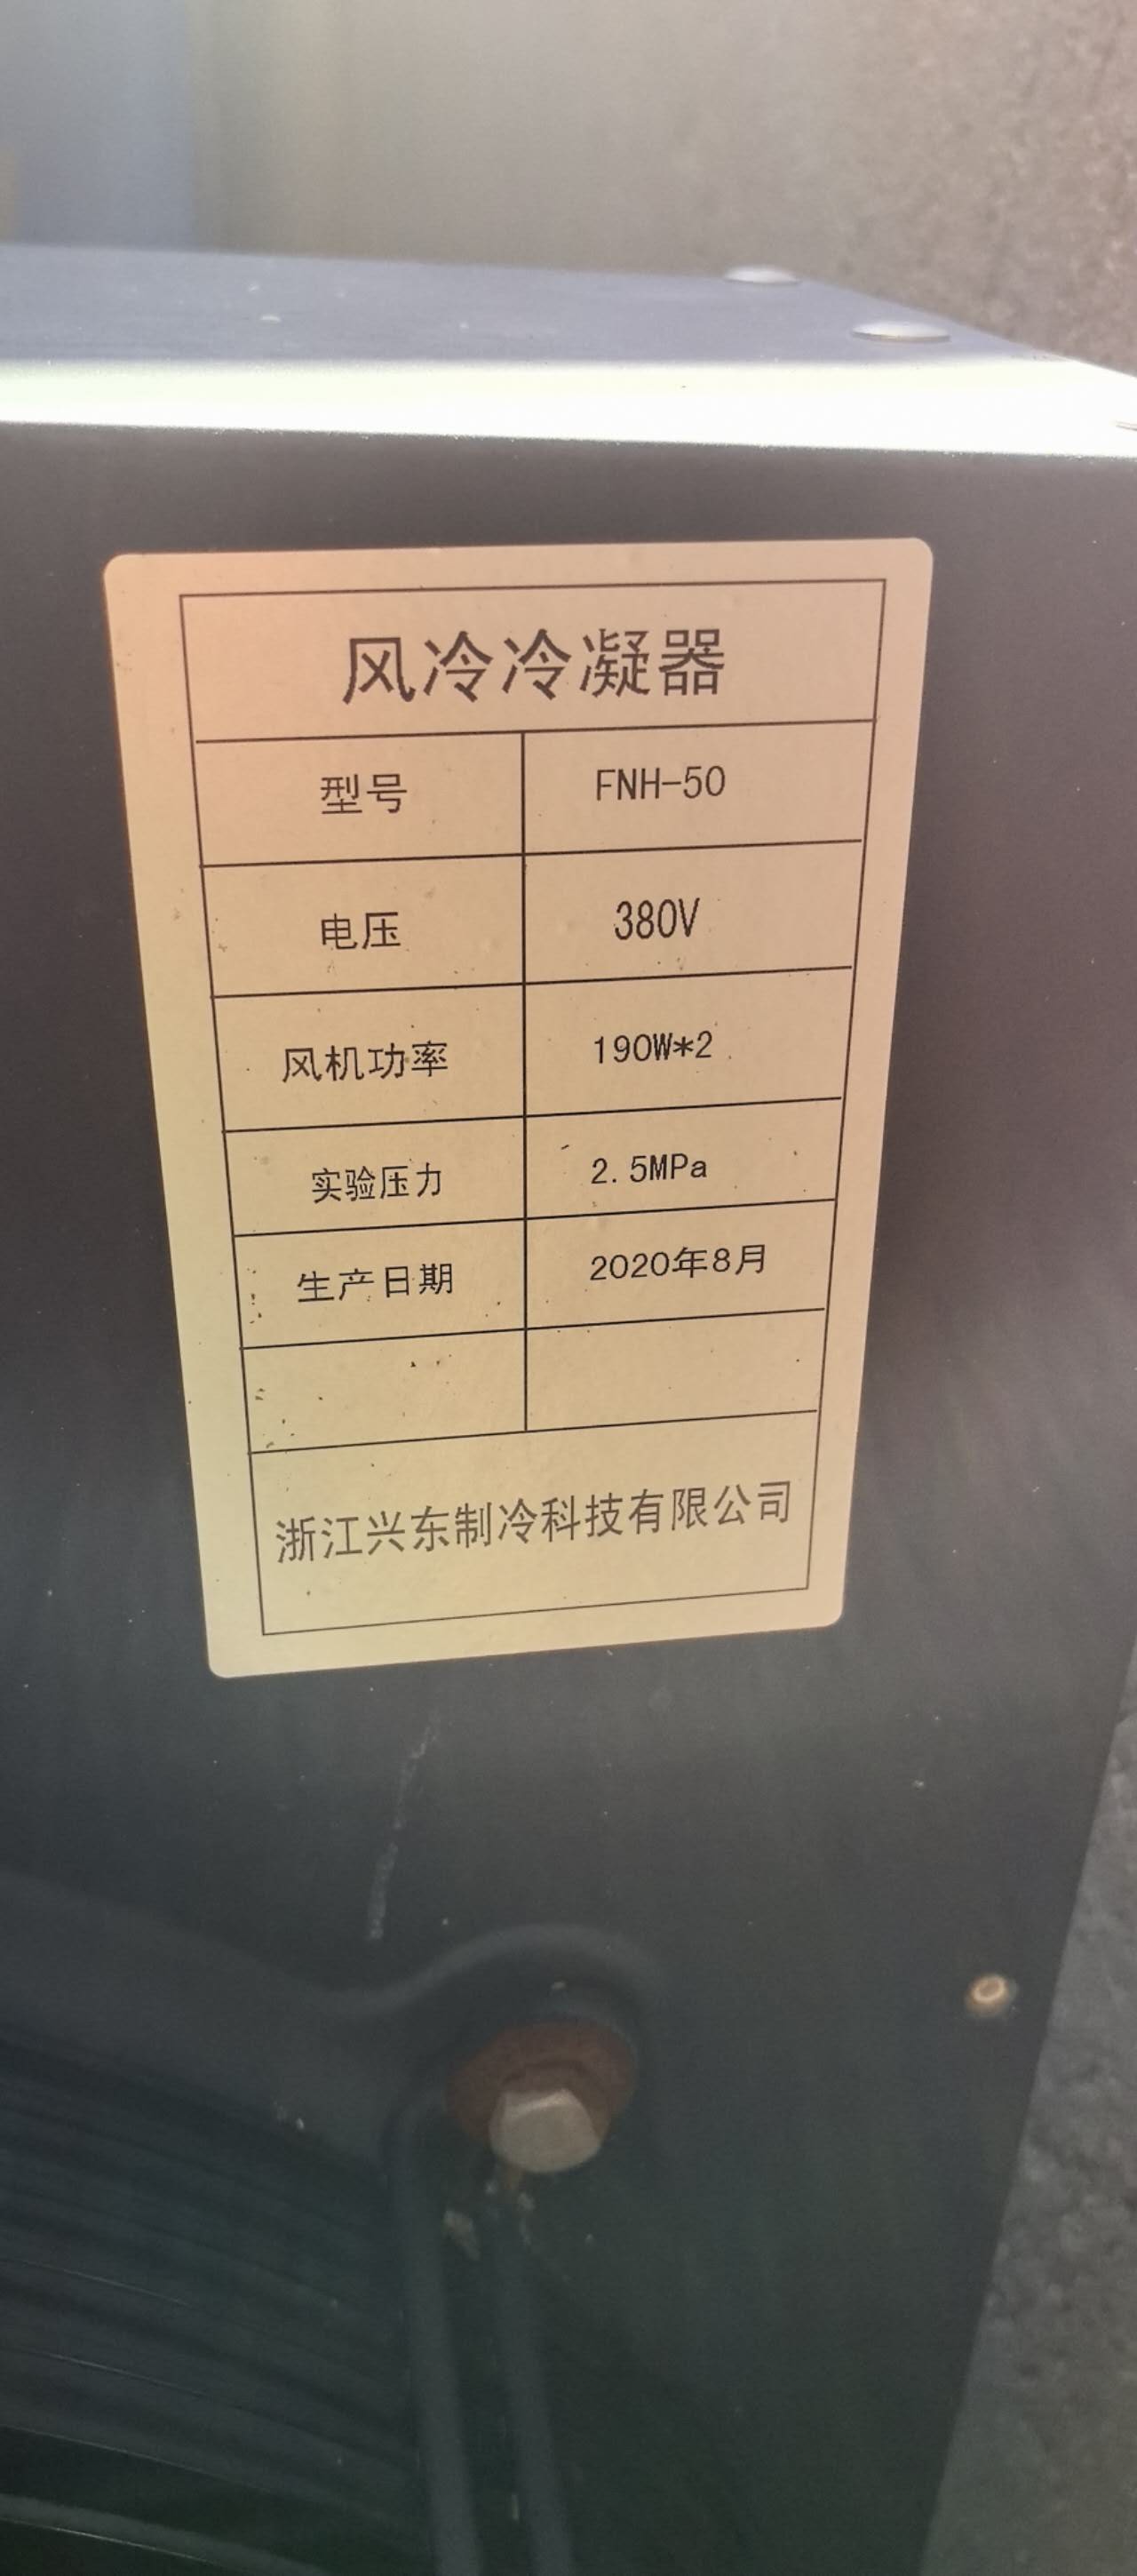 风冷冷凝器
型号 FNH-50
电压 380V
风机功率 190W*2
实验压力 2.5MPa
生产日期 2020年8月
浙江兴东制冷科技有限公司